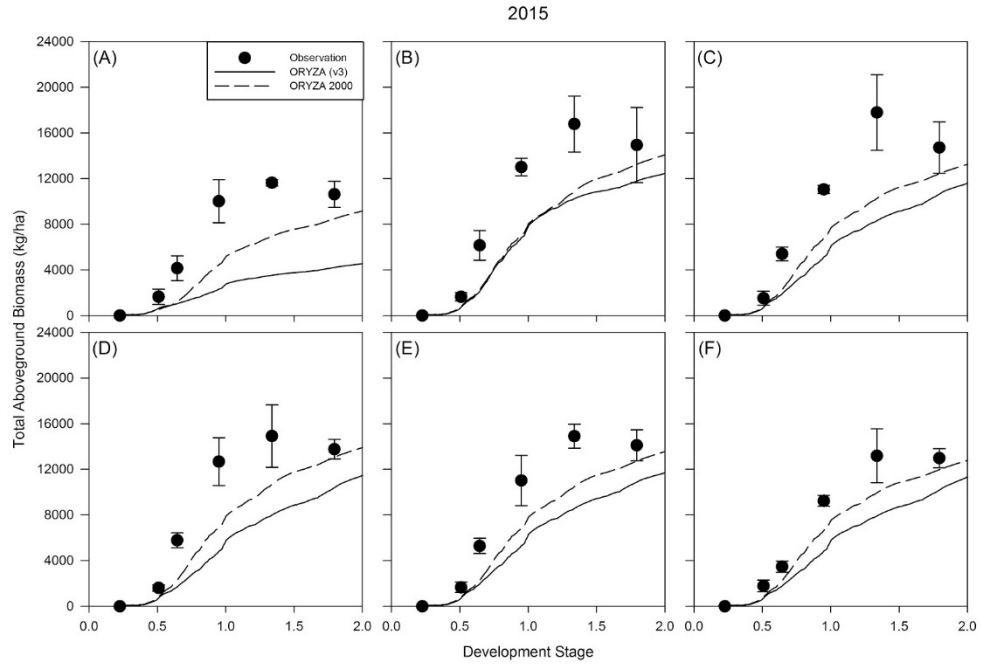 2015
24000
20000
16000
12000
8000
4000
0
(A)
Observation
ORYZA (v3)
ORYZA 2000
(B)
(C)
Total Aboveground Biomass (kg/ha)
24000
20000
16000
12000
8000
4000
0
(D)
(E)
(F)
0.0 0.5 1.0 1.5 2.0
0.0 0.5 1.0 1.5 2.0
0.0 0.5 1.0 1.5 2.0
Development Stage